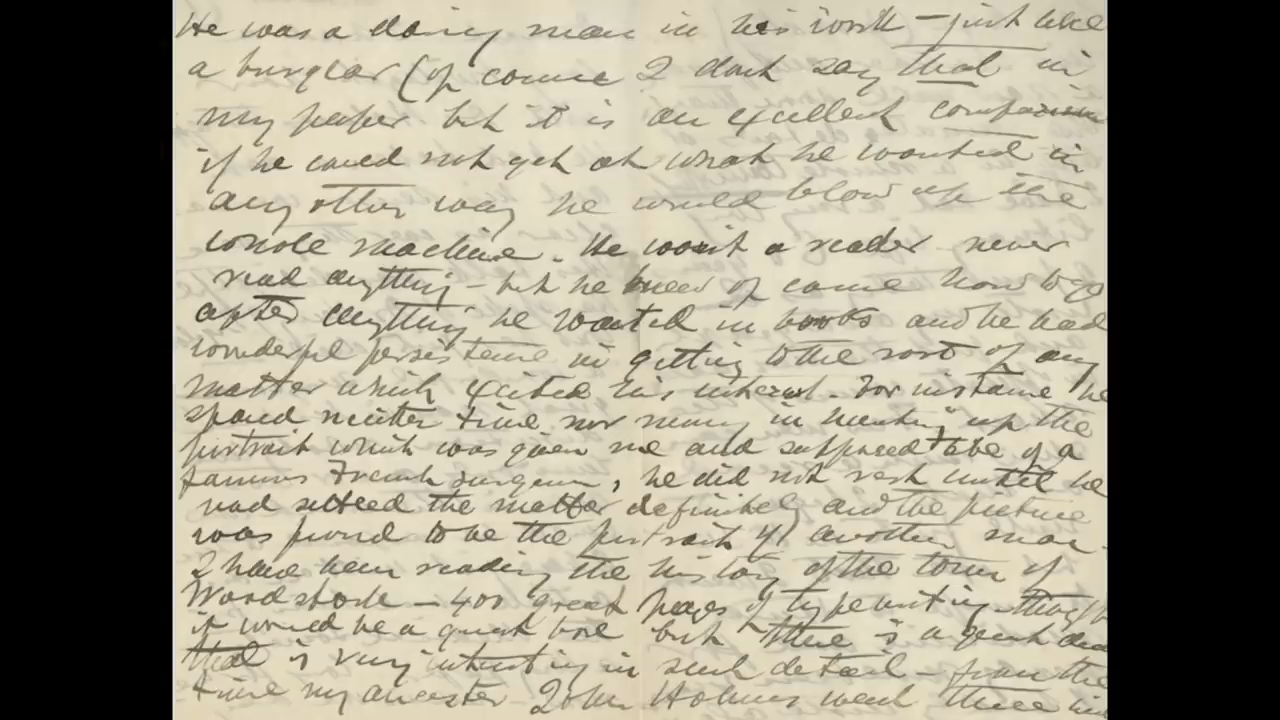 He was a daring man in his work - just like
a burglar (of course I don't say that in
my paper but it is an excellent comparison
if he could not get at what he wanted in
any other way he would blow up the
whole machine. He wasn't a reader never
read anything - but he knew of course how to go
after anything he wanted in books and he had
wonderful persistence in getting to the root of any
matter which excited his interest. For instance he
spared neither time nor money in hunting up the
portrait which was given me and supposed to be of a
famous French surgeon, he did not rest until he
had settled the matter definitely and the picture
was found to be the portrait of another man.
I have been reading the history of the town of
Woodstock - 400 great pages of typewriting - thought
it would be a great bore but there is a great deal
that is very interesting in such detail - from the
time my ancestor John Holmes went there in